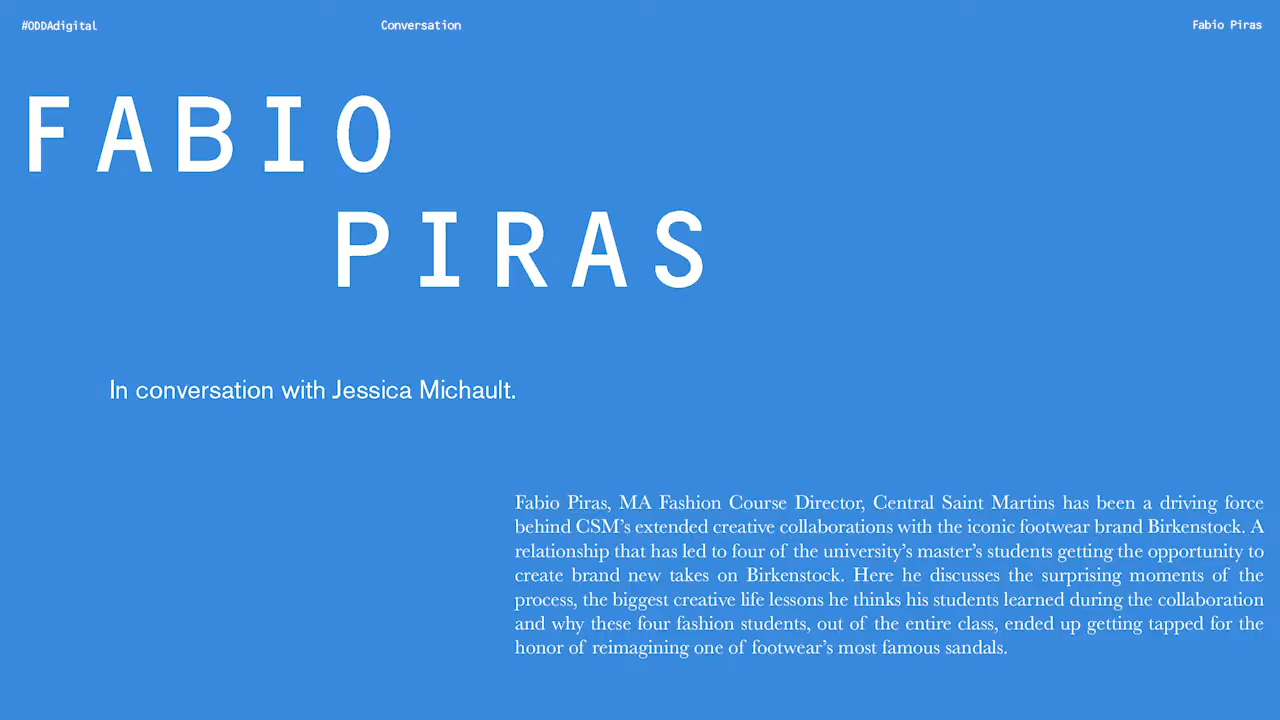 #ODDAdigital
Conversation
Fabio Piras
FABIO
PIRAS
In conversation with Jessica Michault.
Fabio Piras, MA Fashion Course Director, Central Saint Martins has been a driving force
behind CSM’s extended creative collaborations with the iconic footwear brand Birkenstock. A
relationship that has led to four of the university’s master’s students getting the opportunity to
create brand new takes on Birkenstock. Here he discusses the surprising moments of the
process, the biggest creative life lessons he thinks his students learned during the collaboration
and why these four fashion students, out of the entire class, ended up getting tapped for the
honor of reimagining one of footwear’s most famous sandals.